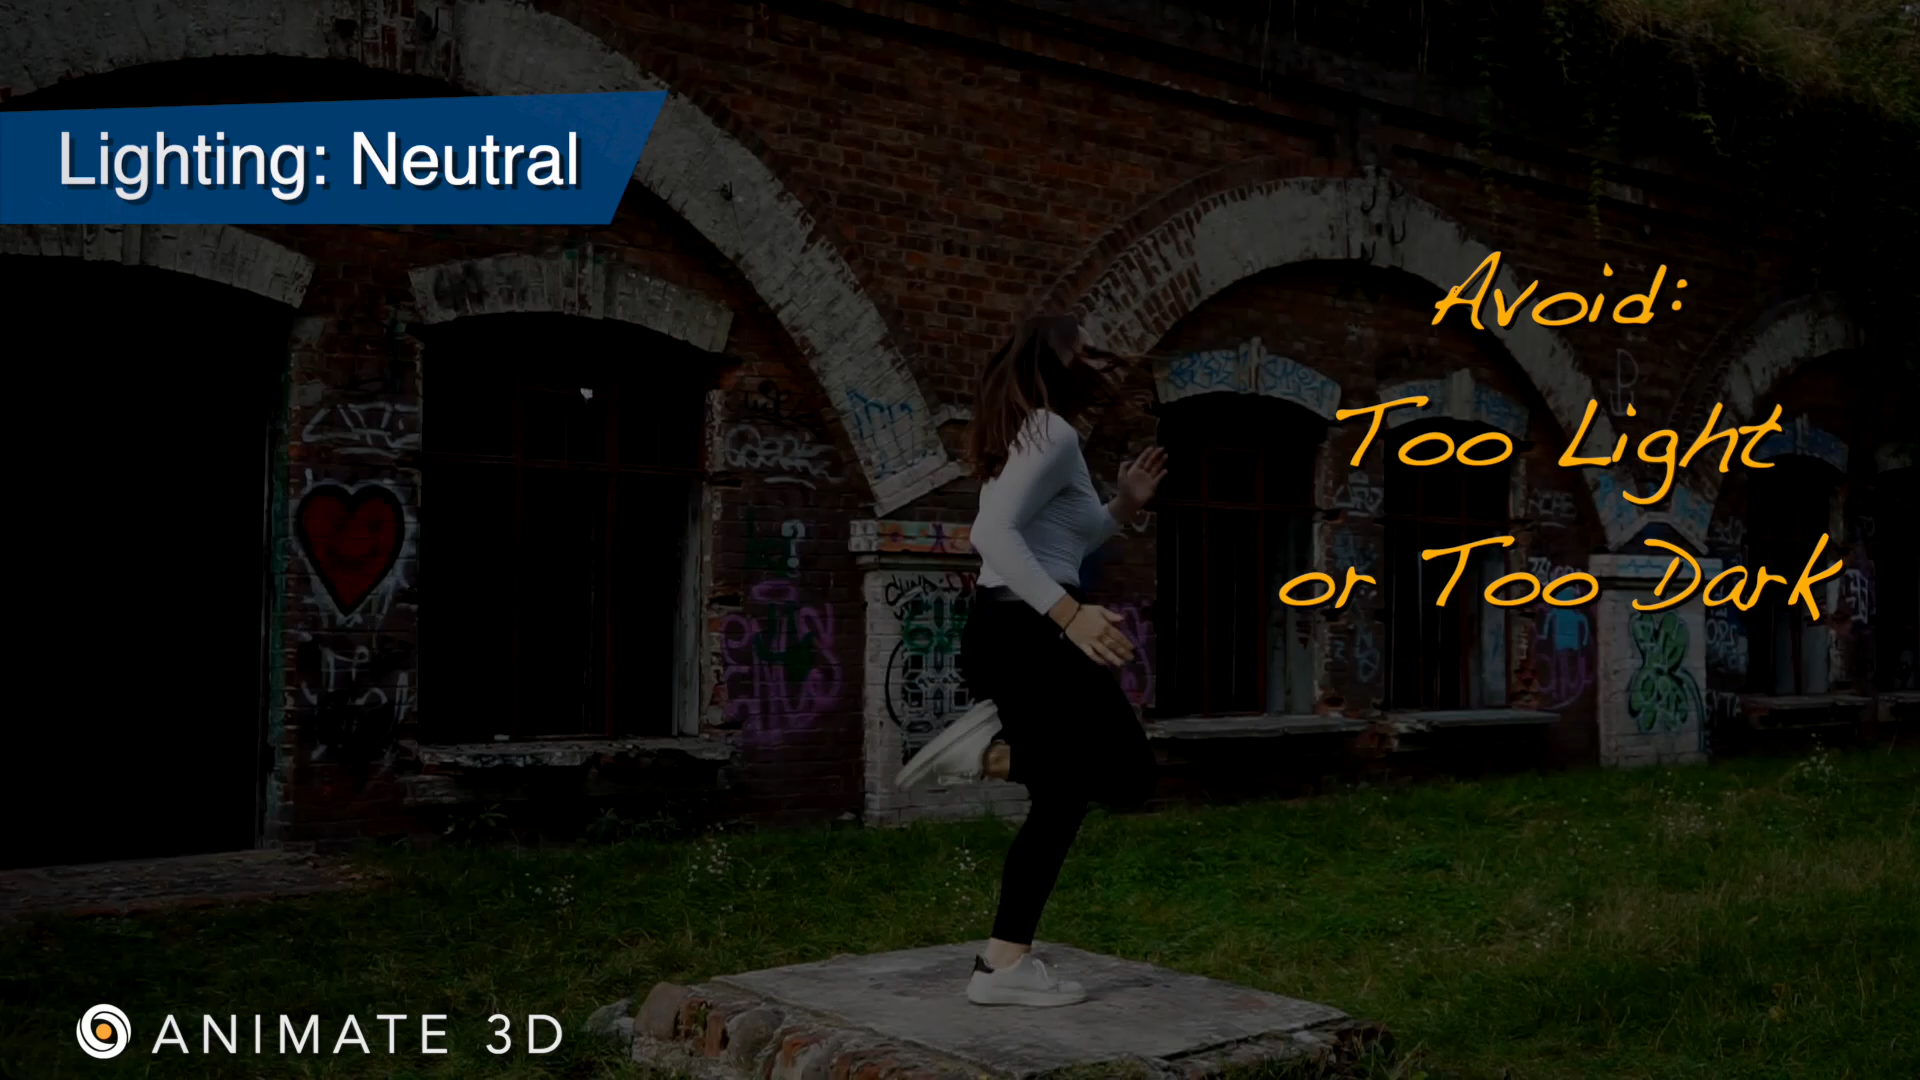 Lighting: Neutral
Avoid:
Too Light
or Too Dark
ANIMATE 3D